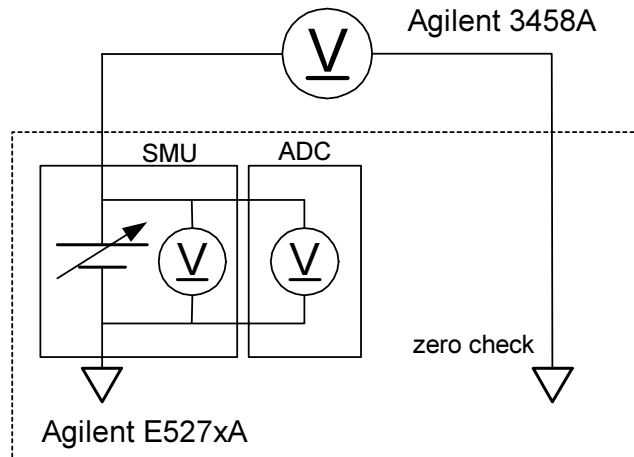 Agilent 3458A
V
SMU
ADC
V
V
zero check
Agilent E527xA